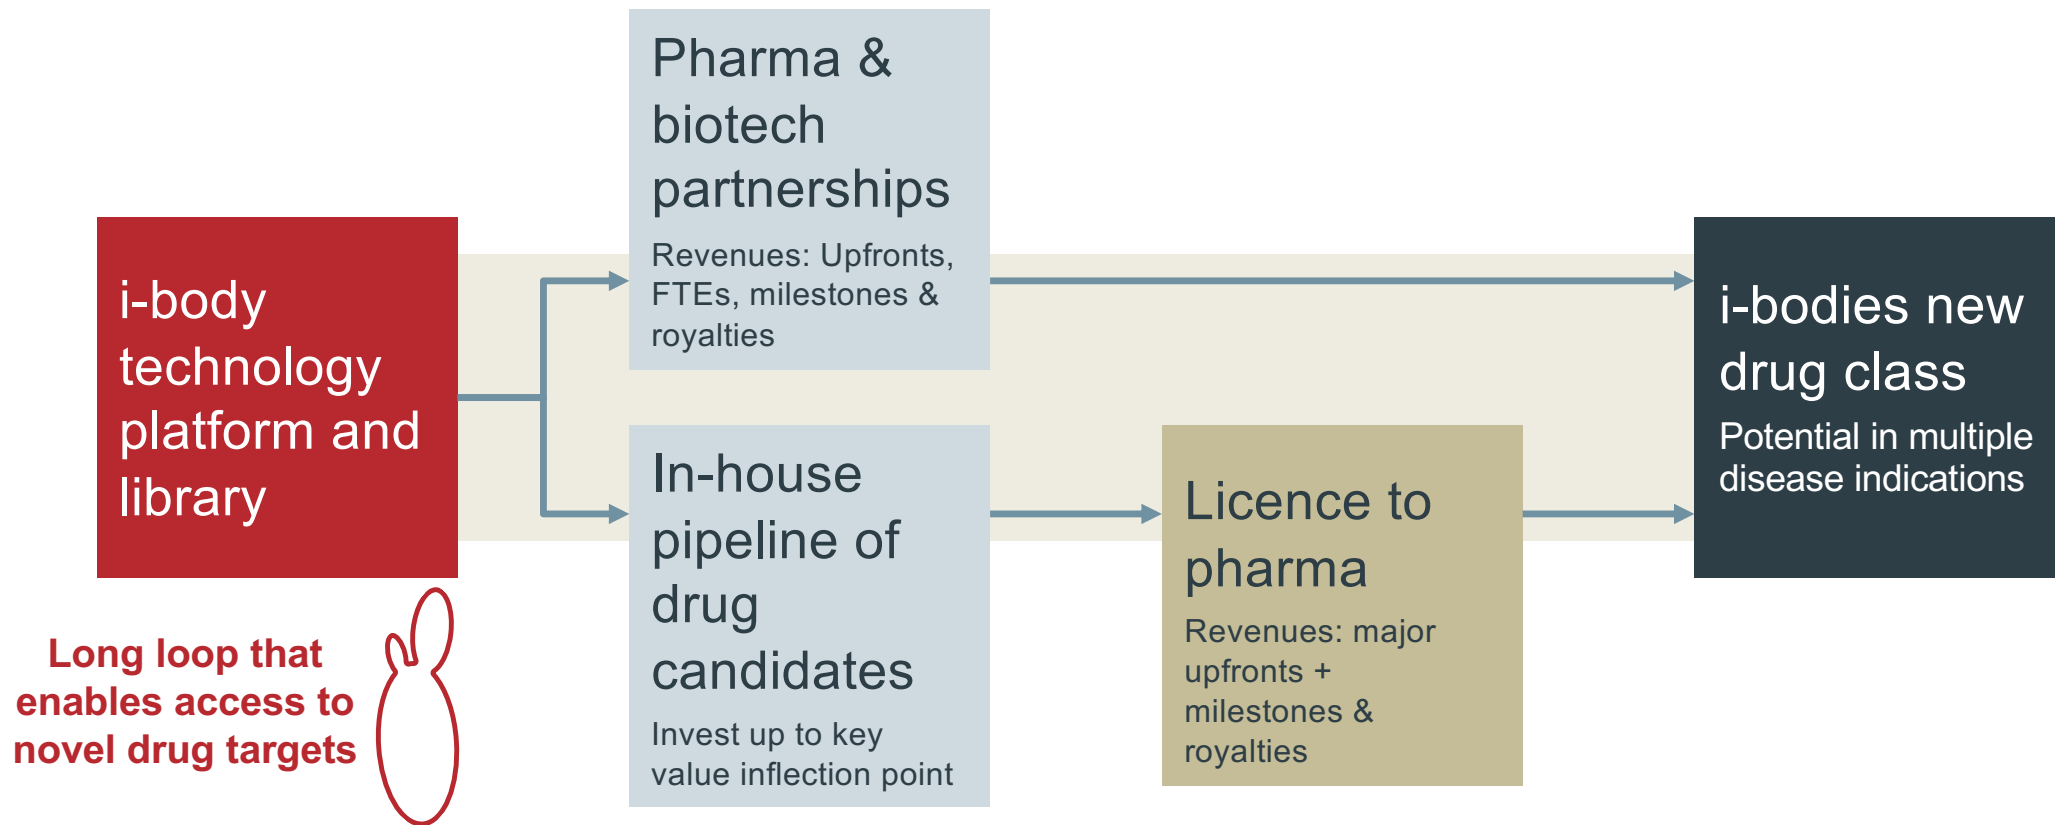 i-body
technology
platform and
library
Long loop that
enables access to
novel drug targets
Pharma &
biotech
partnerships
Revenues: Upfronts,
FTEs, milestones &
royalties
In-house
pipeline of
drug
candidates
Invest up to key
value inflection point
Licence to
pharma
Revenues: major
upfronts +
milestones &
royalties
i-bodies new
drug class
Potential in multiple
disease indications